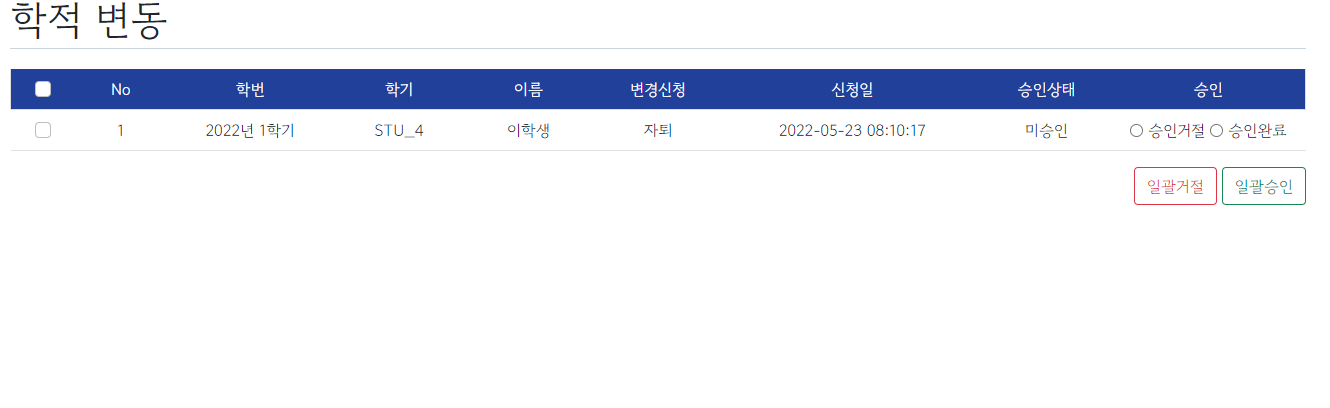 학적 변동
No 학번 학기 이름 변경신청 신청일 승인상태 승인
1 2022년 1학기 STU_4 이학생 자퇴 2022-05-23 08:10:17 미승인 승인거절 승인완료
일괄거절 일괄승인